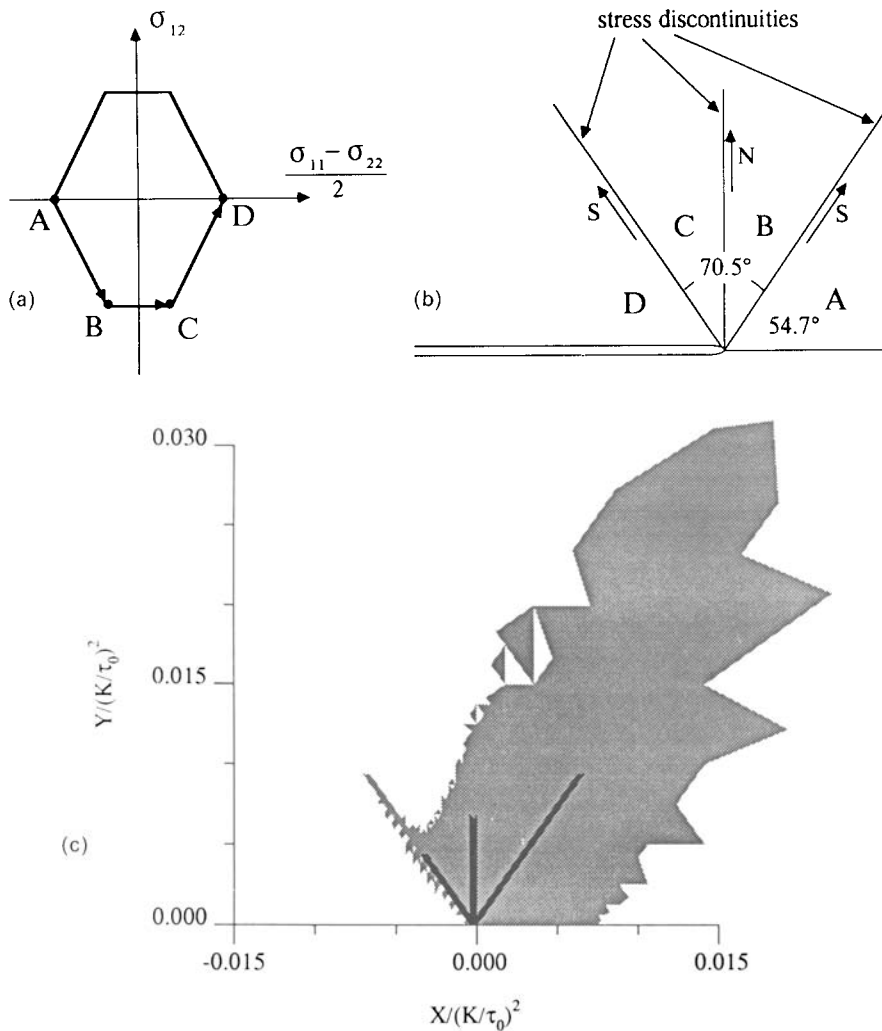 σ₁₂
σ₁₁ − σ₂₂
2
A
D
B
C
(a)
stress discontinuities
N
S
S
C
B
70.5°
D
A
54.7°
(b)
0.030
0.015
0.000
Y/(K/τ₀)²
(c)
-0.015
0.000
0.015
X/(K/τ₀)²